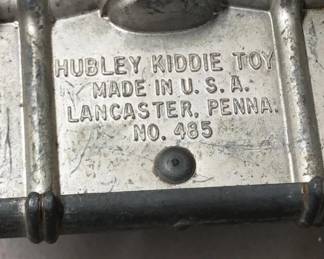 HUBLEY KIDDIE TOY
MADE IN U. S. A.
LANCASTER, PENNA.
NO. 485